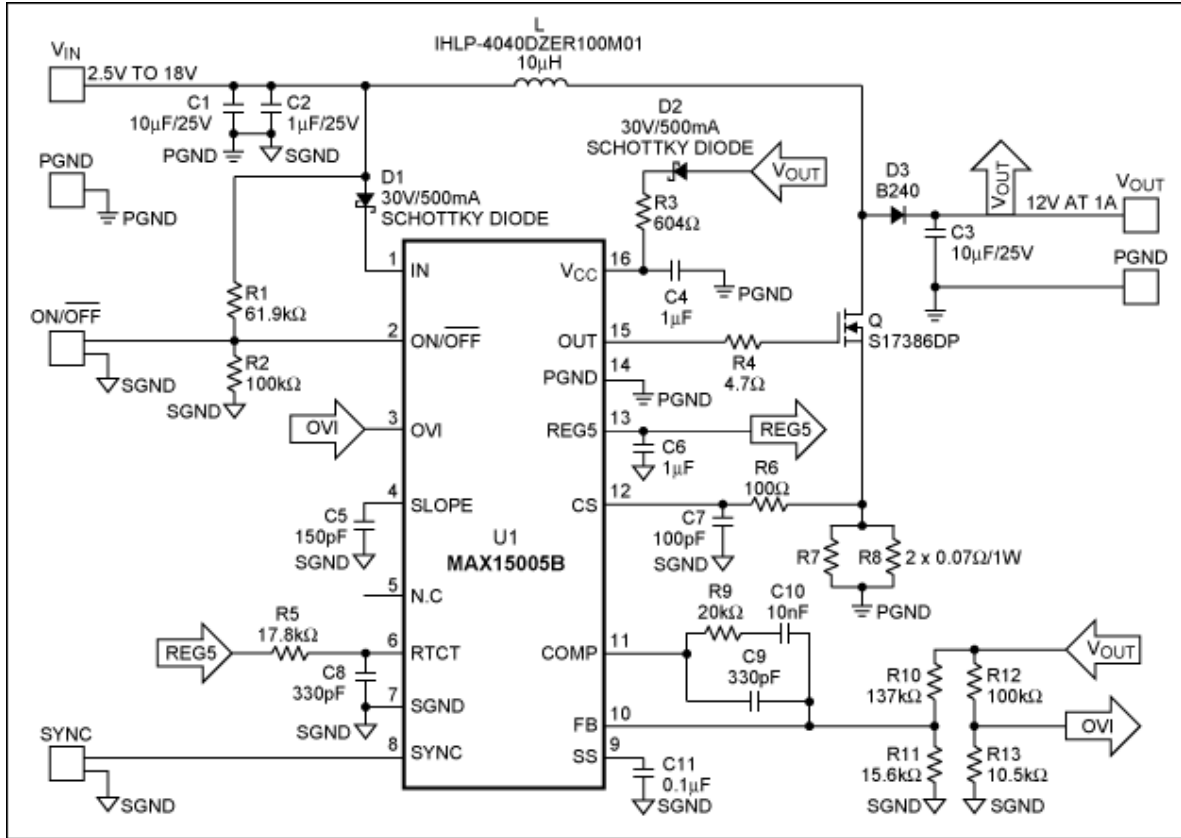 L
IHLP-4040DZER100M01
10µH
VIN
2.5V TO 18V
C1
10µF/25V
C2
1µF/25V
PGND
SGND
PGND
PGND
D1
30V/500mA
SCHOTTKY DIODE
D2
30V/500mA
SCHOTTKY DIODE
VOUT
R3
604Ω
VOUT
D3
B240
VOUT
12V AT 1A
C3
10µF/25V
PGND
1
IN
16
VCC
C4
1µF
PGND
R1
61.9kΩ
ON/OFF
SGND
R2
100kΩ
SGND
2
ON/OFF
15
OUT
R4
4.7Ω
Q
S17386DP
14
PGND
PGND
OVI
3
OVI
13
REG5
C6
1µF
REG5
4
SLOPE
C5
150pF
SGND
12
CS
R6
100Ω
C7
100pF
SGND
R7
R8
2 x 0.07Ω/1W
PGND
U1
MAX15005B
5
N.C
REG5
R5
17.8kΩ
6
RTCT
C8
330pF
SGND
7
SGND
11
COMP
R9
20kΩ
C10
10nF
C9
330pF
10
FB
VOUT
R10
137kΩ
R12
100kΩ
OVI
R11
15.6kΩ
SGND
R13
10.5kΩ
SGND
SYNC
SGND
8
SYNC
9
SS
C11
0.1µF
SGND